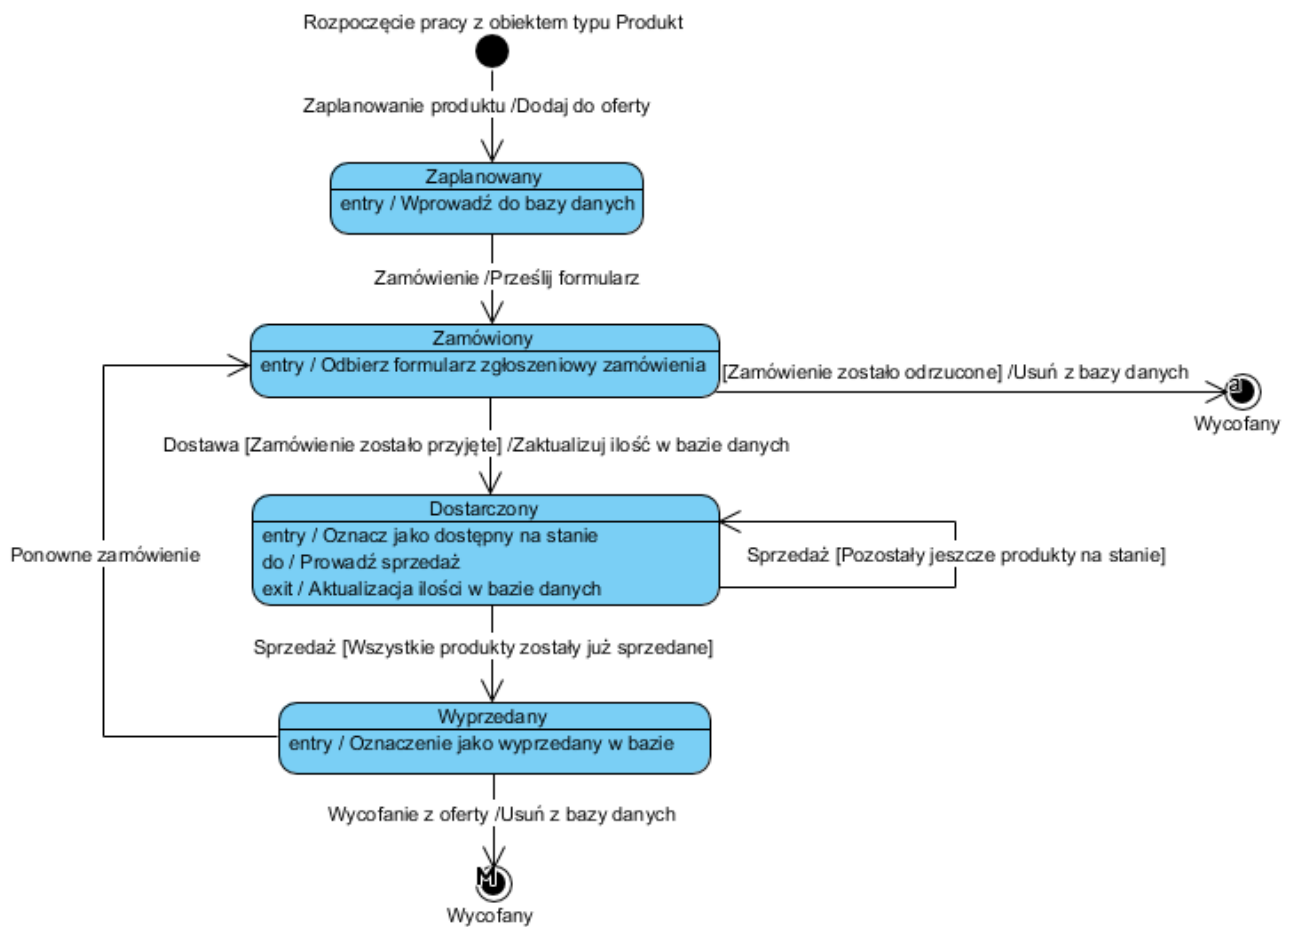 Rozpoczęcie pracy z obiektem typu Produkt
Zaplanowanie produktu /Dodaj do oferty
Zaplanowany
entry / Wprowadź do bazy danych
Zamówienie /Prześlij formularz
Zamówiony
entry / Odbierz formularz zgłoszeniowy zamówienia
[Zamówienie zostało odrzucone] /Usuń z bazy danych
a
Wycofany
Dostawa [Zamówienie zostało przyjęte] /Zaktualizuj ilość w bazie danych
Dostarczony
entry / Oznacz jako dostępny na stanie
do / Prowadź sprzedaż
exit / Aktualizacja ilości w bazie danych
Ponowne zamówienie
Sprzedaż [Pozostały jeszcze produkty na stanie]
Sprzedaż [Wszystkie produkty zostały już sprzedane]
Wyprzedany
entry / Oznaczenie jako wyprzedany w bazie
Wycofanie z oferty /Usuń z bazy danych
M
Wycofany